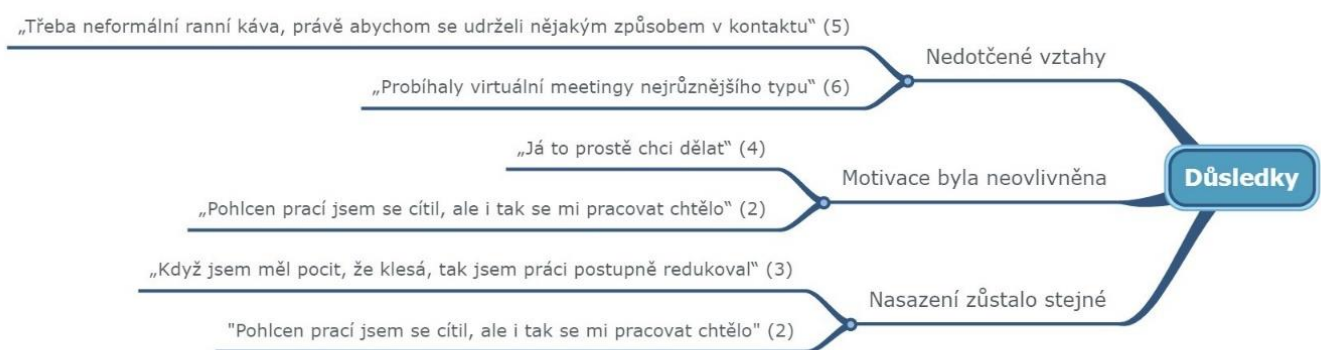 „Třeba neformální ranní káva, právě abychom se udrželi nějakým způsobem v kontaktu“ (5)
Nedotčené vztahy
„Probíhaly virtuální meetingy nejrůznějšího typu“ (6)
„Já to prostě chci dělat“ (4)
Motivace byla neovlivněna
Důsledky
„Pohlcen prací jsem se cítil, ale i tak se mi pracovat chtělo“ (2)
„Když jsem měl pocit, že klesá, tak jsem práci postupně redukoval“ (3)
Nasazení zůstalo stejné
"Pohlcen prací jsem se cítil, ale i tak se mi pracovat chtělo" (2)